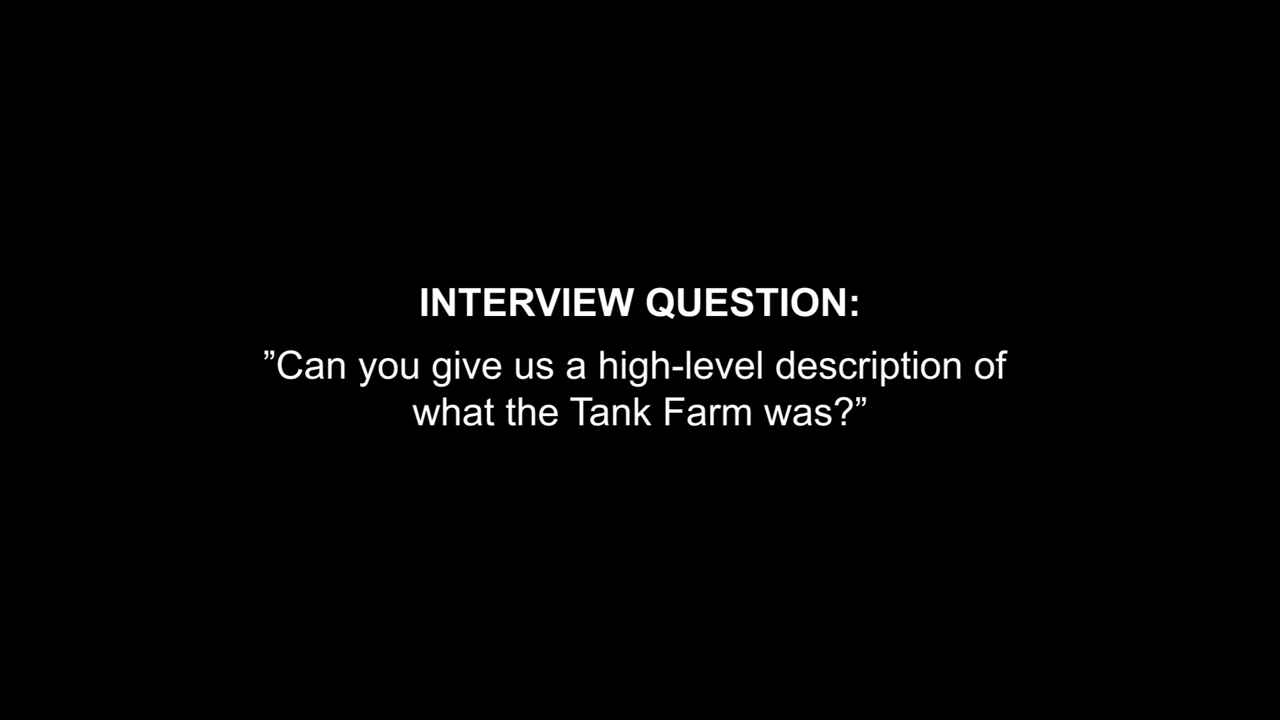 INTERVIEW QUESTION:
”Can you give us a high-level description of
what the Tank Farm was?”